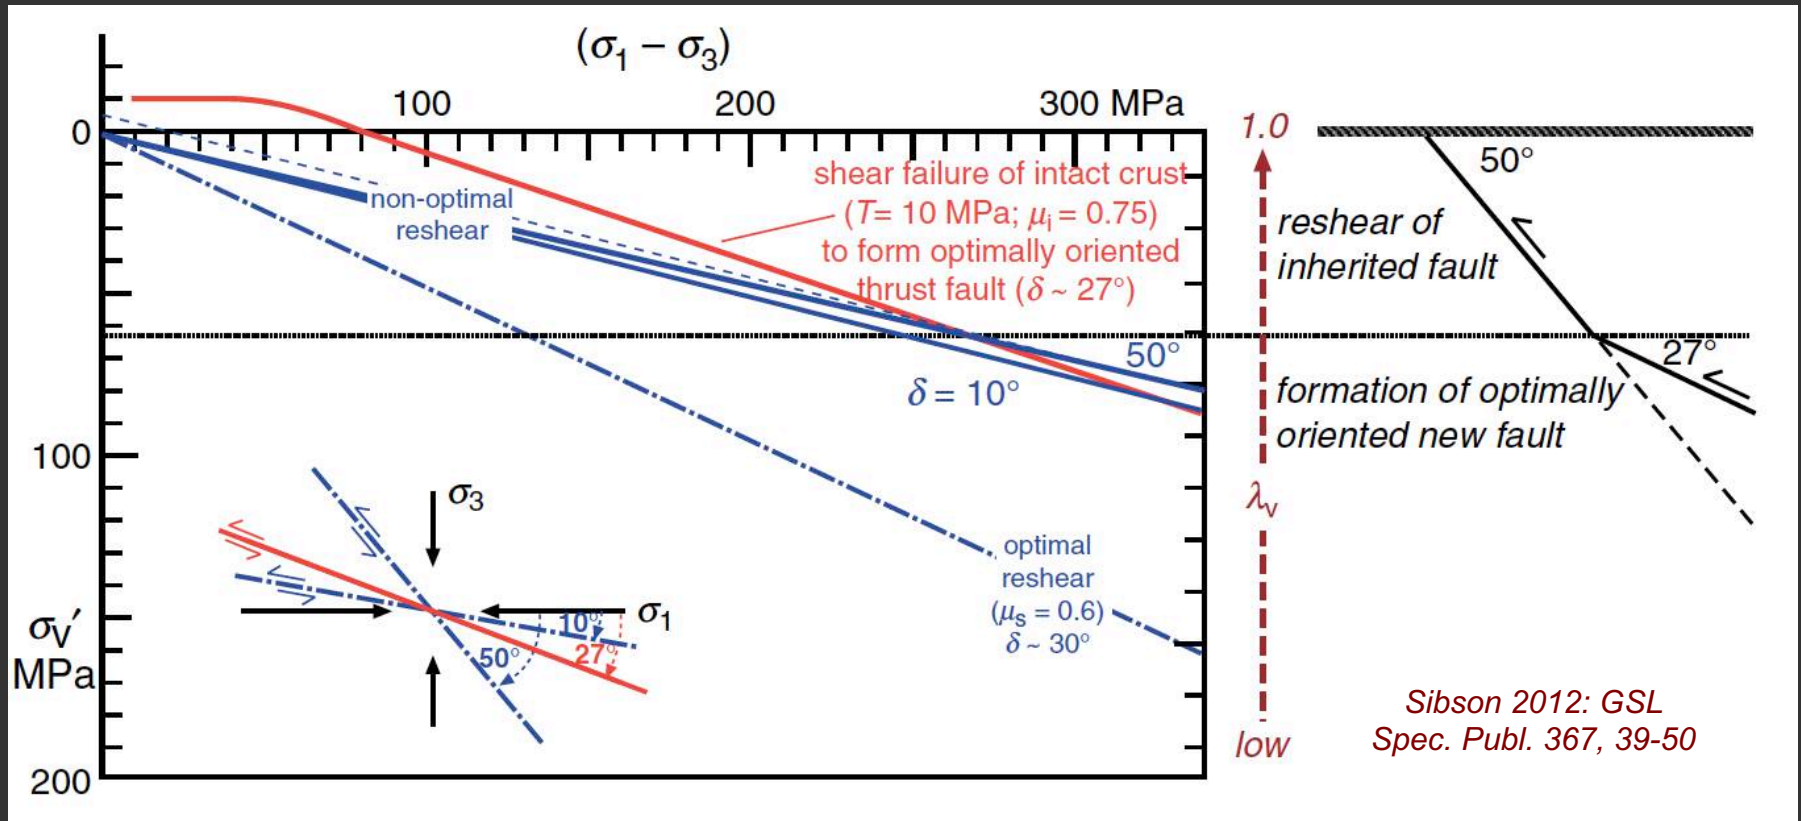 (σ₁ − σ₃)
100
200
300 MPa
0
100
200
σᵥ′
MPa
non-optimal
reshear
shear failure of intact crust
(T= 10 MPa; μᵢ = 0.75)
to form optimally oriented
thrust fault (δ ~ 27°)
50°
δ = 10°
optimal
reshear
(μₛ = 0.6)
δ ~ 30°
σ₃
σ₁
10°
27°
50°
1.0
λᵥ
low
50°
reshear of
inherited fault
27°
formation of optimally
oriented new fault
Sibson 2012: GSL
Spec. Publ. 367, 39-50